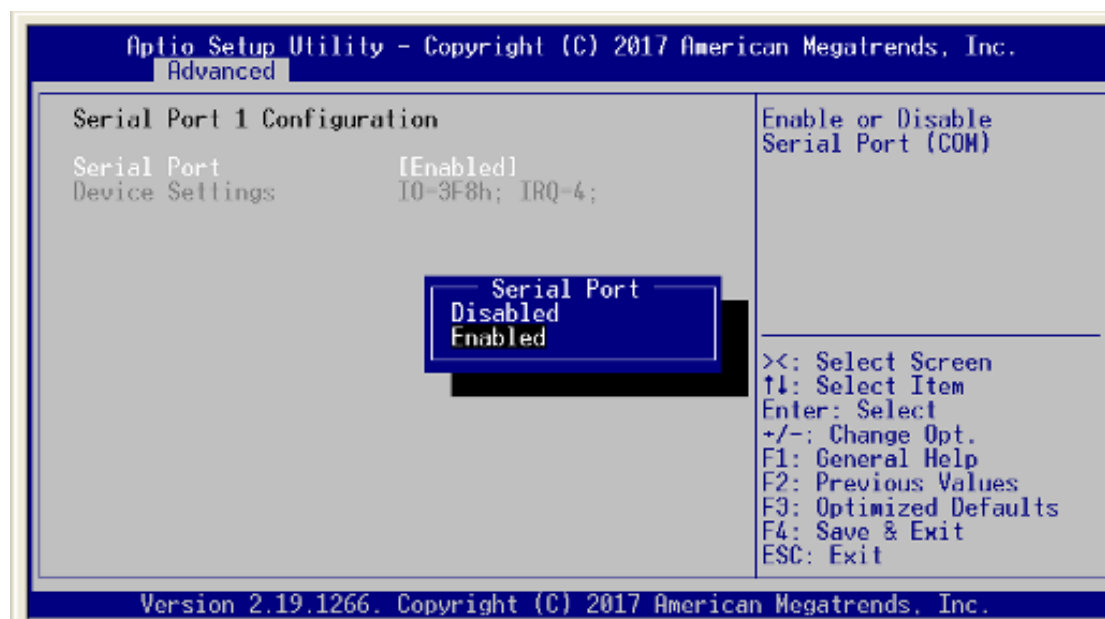 Aptio Setup Utility - Copyright (C) 2017 American Megatrends, Inc.
Advanced
Serial Port 1 Configuration
Serial Port [Enabled]
Device Settings IO=3F8h; IRQ=4;
Serial Port
Disabled
Enabled
Enable or Disable
Serial Port (COM)
><: Select Screen
↑↓: Select Item
Enter: Select
+/-: Change Opt.
F1: General Help
F2: Previous Values
F3: Optimized Defaults
F4: Save & Exit
ESC: Exit
Version 2.19.1266. Copyright (C) 2017 American Megatrends, Inc.